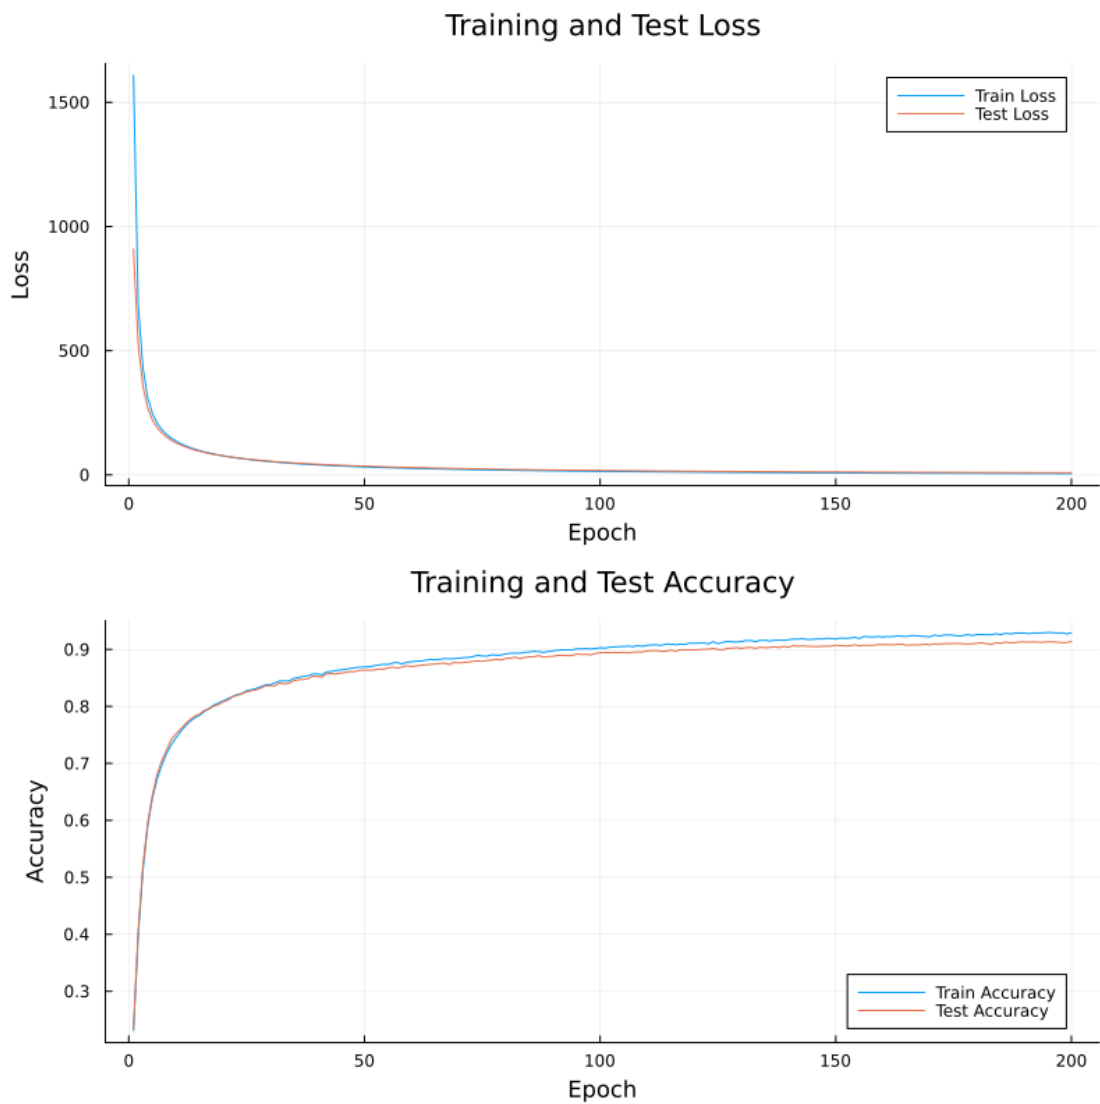 Training and Test Loss
1500
1000
500
0
Loss
Train Loss
Test Loss
0 50 100 150 200
Epoch
Training and Test Accuracy
0.9
0.8
0.7
0.6
0.5
0.4
0.3
Accuracy
Train Accuracy
Test Accuracy
0 50 100 150 200
Epoch